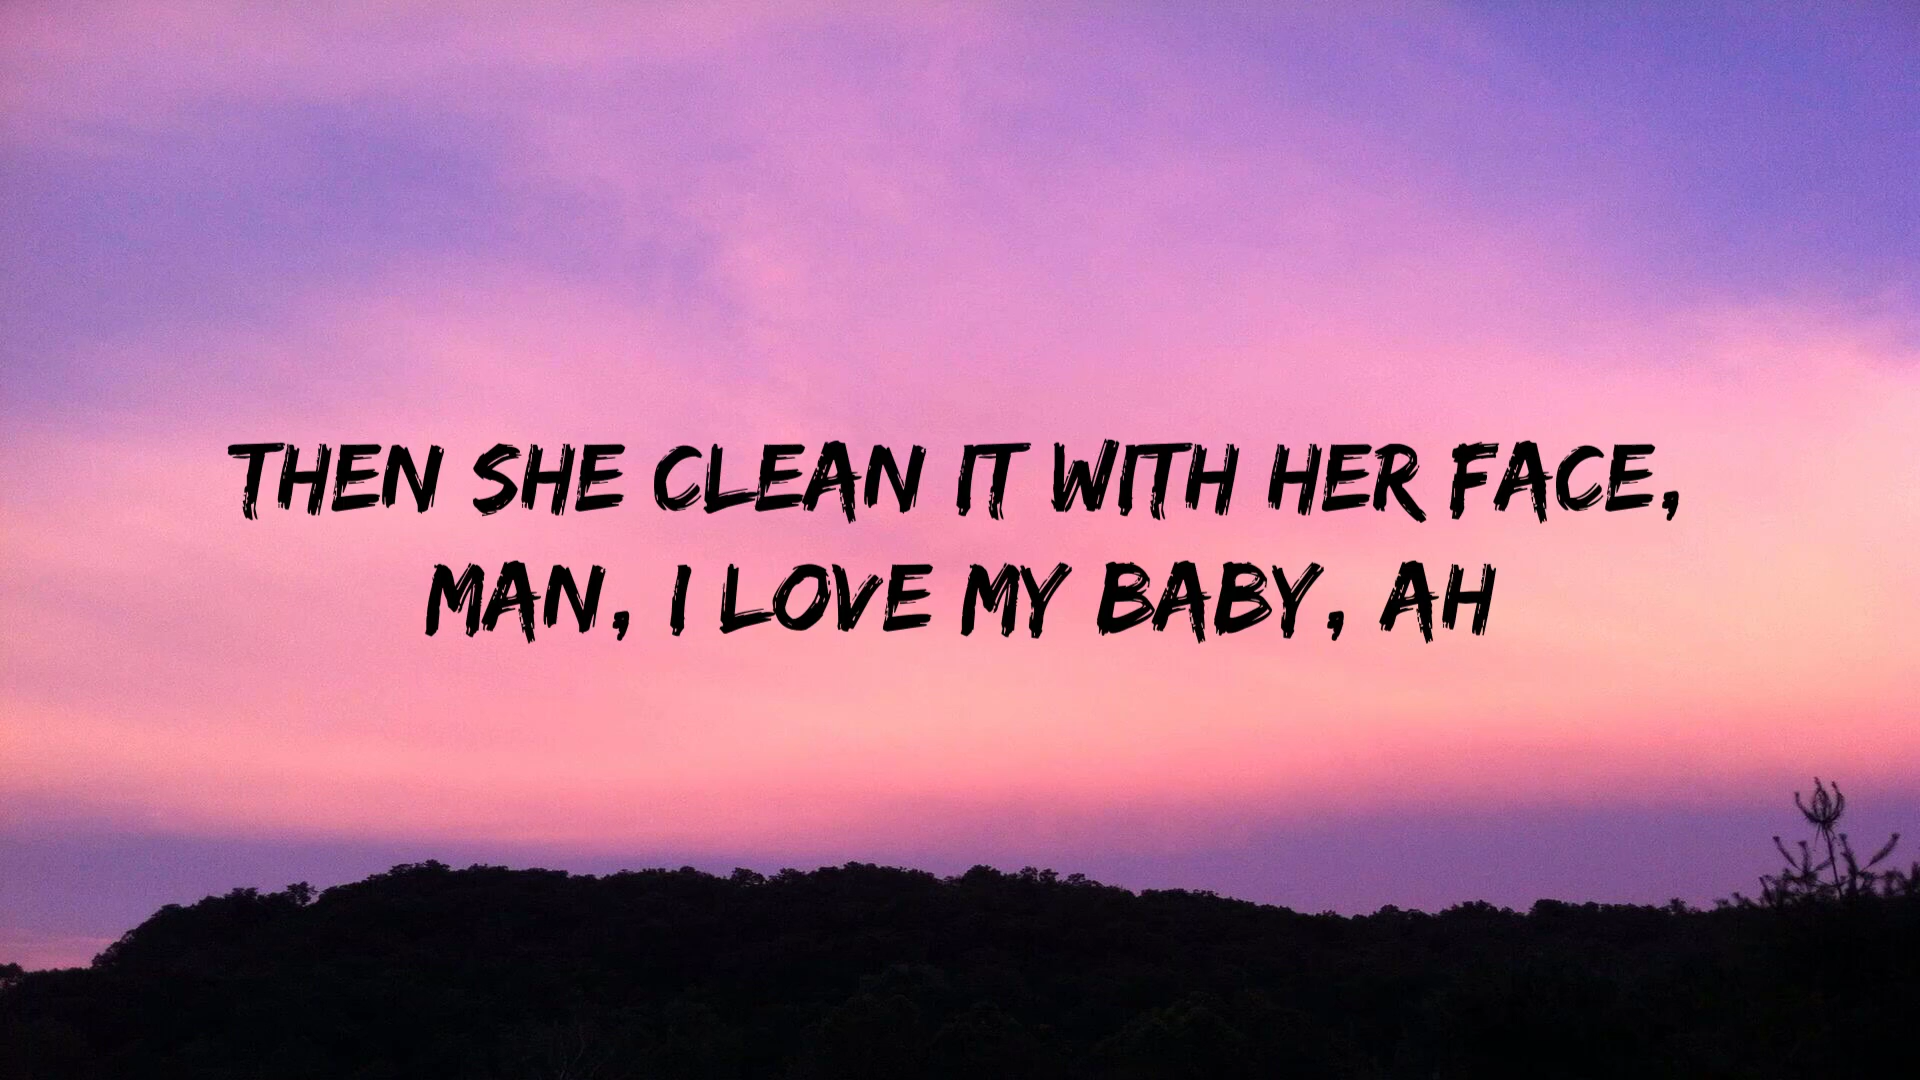 THEN SHE CLEAN IT WITH HER FACE,
MAN, I LOVE MY BABY, AH